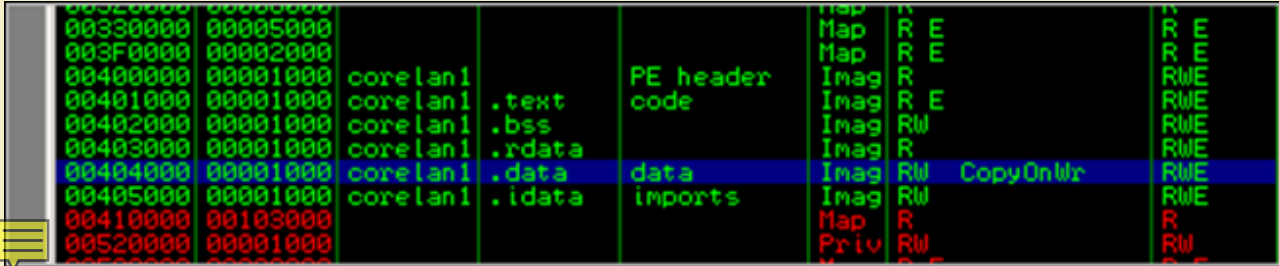 00330000 00005000 Map R E R E
003F0000 00002000 Map R E R E
00400000 00001000 corelan1 PE header Imag R RWE
00401000 00001000 corelan1 .text code Imag R E RWE
00402000 00001000 corelan1 .bss Imag RW RWE
00403000 00001000 corelan1 .rdata Imag R RWE
00404000 00001000 corelan1 .data data Imag RW CopyOnWr RWE
00405000 00001000 corelan1 .idata imports Imag RW RWE
00410000 00103000 Map R R
00520000 00001000 Priv RW RW